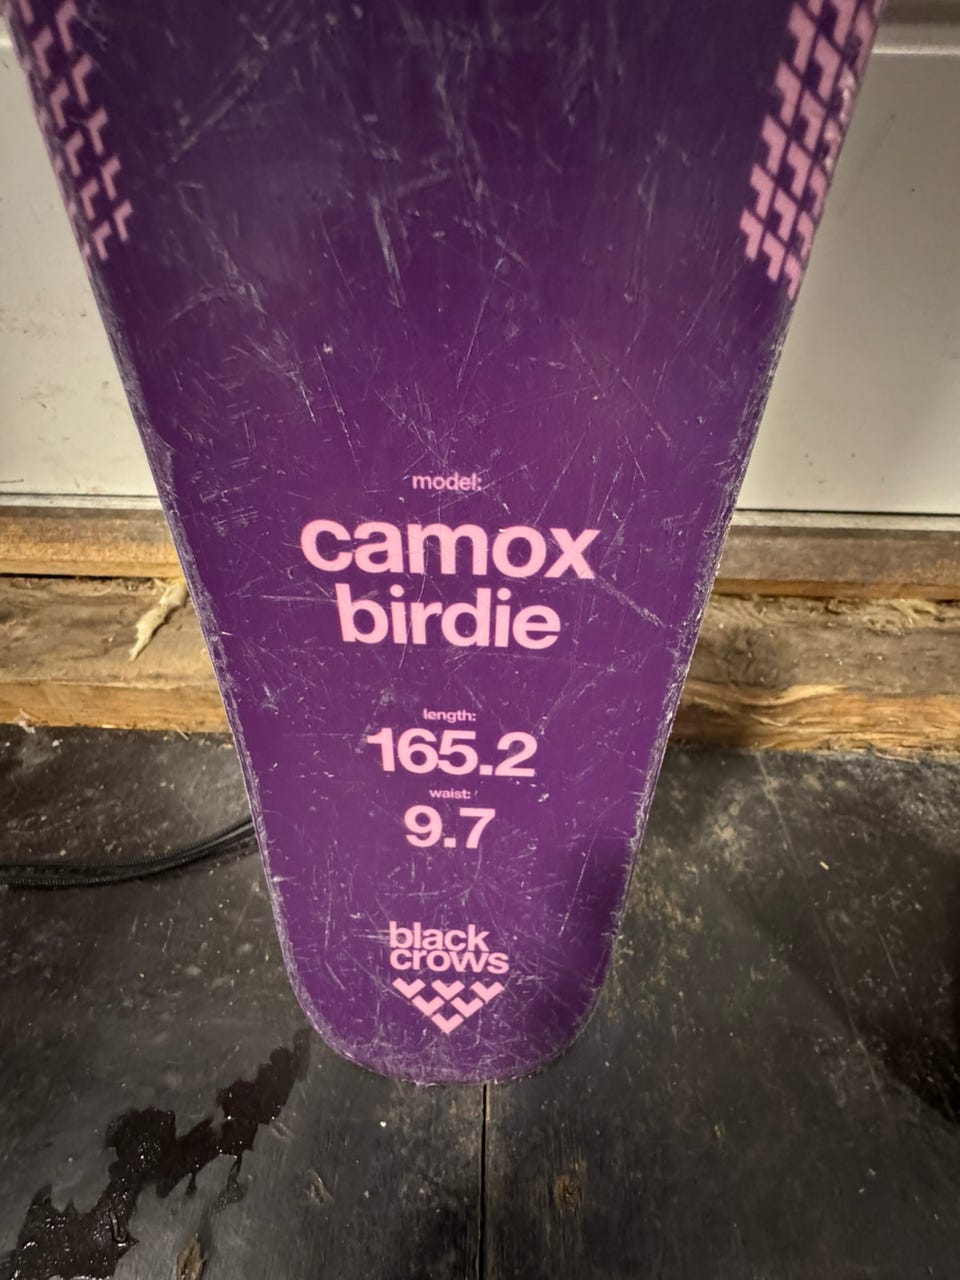 model:
camox
birdie
length:
165.2
waist:
9.7
black
crows